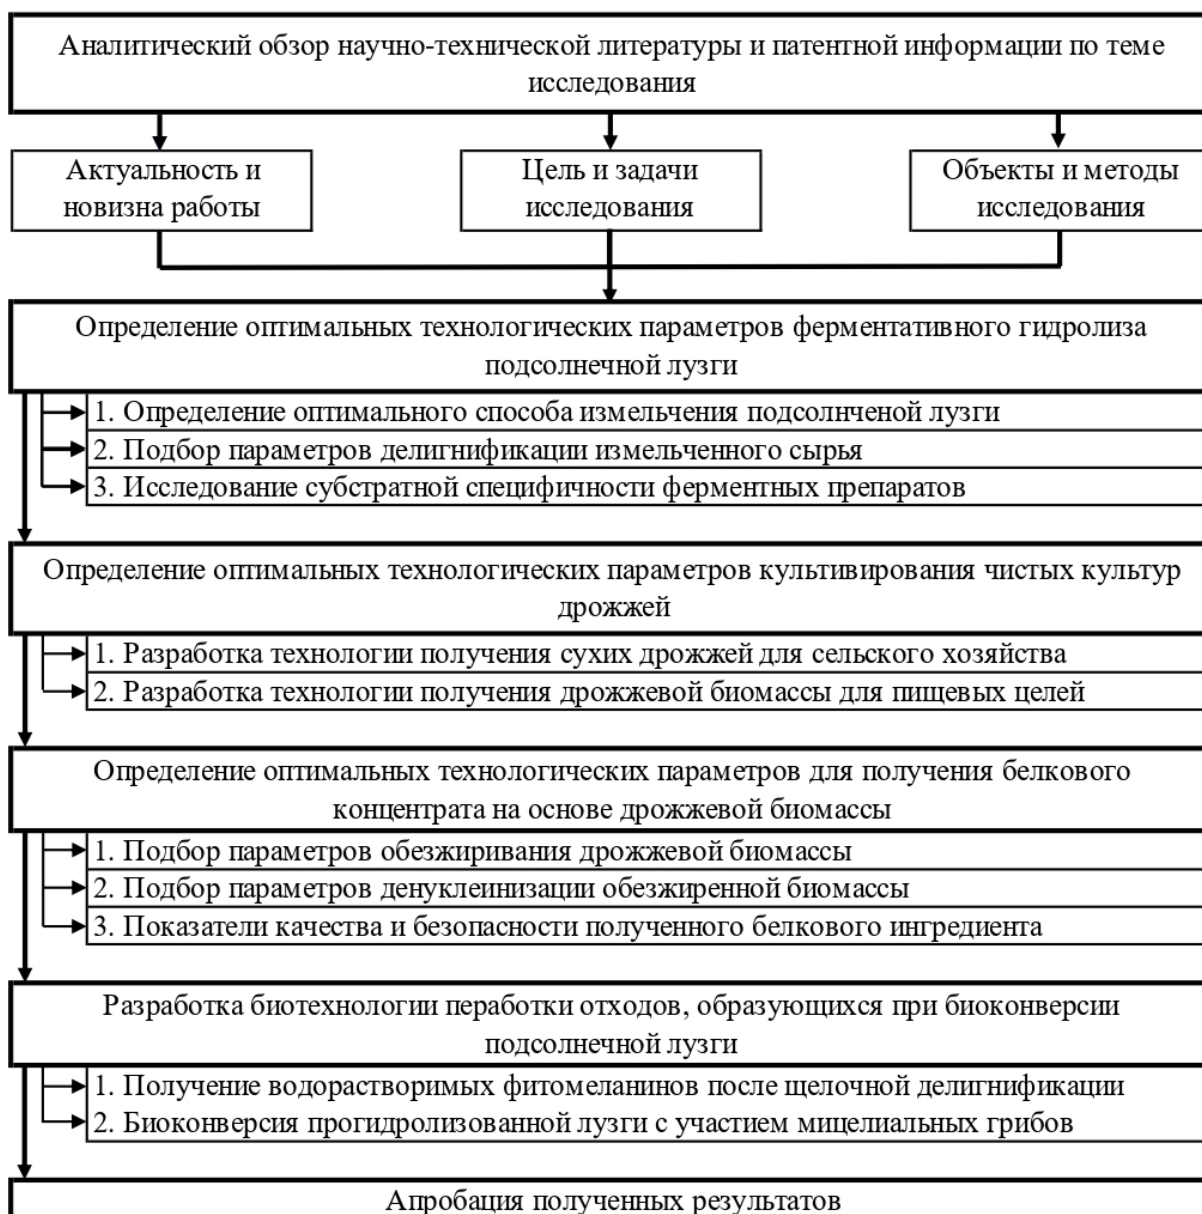 Аналитический обзор научно-технической литературы и патентной информации по теме
исследования
Актуальность и
новизна работы
Цель и задачи
исследования
Объекты и методы
исследования
Определение оптимальных технологических параметров ферментативного гидролиза
подсолнечной лузги
1. Определение оптимального способа измельчения подсолнченой лузги
2. Подбор параметров делигнификации измельченного сырья
3. Исследование субстратной специфичности ферментных препаратов
Определение оптимальных технологических параметров культивирования чистых культур
дрожжей
1. Разработка технологии получения сухих дрожжей для сельского хозяйства
2. Разработка технологии получения дрожжевой биомассы для пищевых целей
Определение оптимальных технологических параметров для получения белкового
концентрата на основе дрожжевой биомассы
1. Подбор параметров обезжиривания дрожжевой биомассы
2. Подбор параметров денуклеинизации обезжиренной биомассы
3. Показатели качества и безопасности полученного белкового ингредиента
Разработка биотехнологии пеработки отходов, образующихся при биоконверсии
подсолнечной лузги
1. Получение водорастворимых фитомеланинов после щелочной делигнификации
2. Биоконверсия прогидролизованной лузги с участием мицелиальных грибов
Апробация полученных результатов